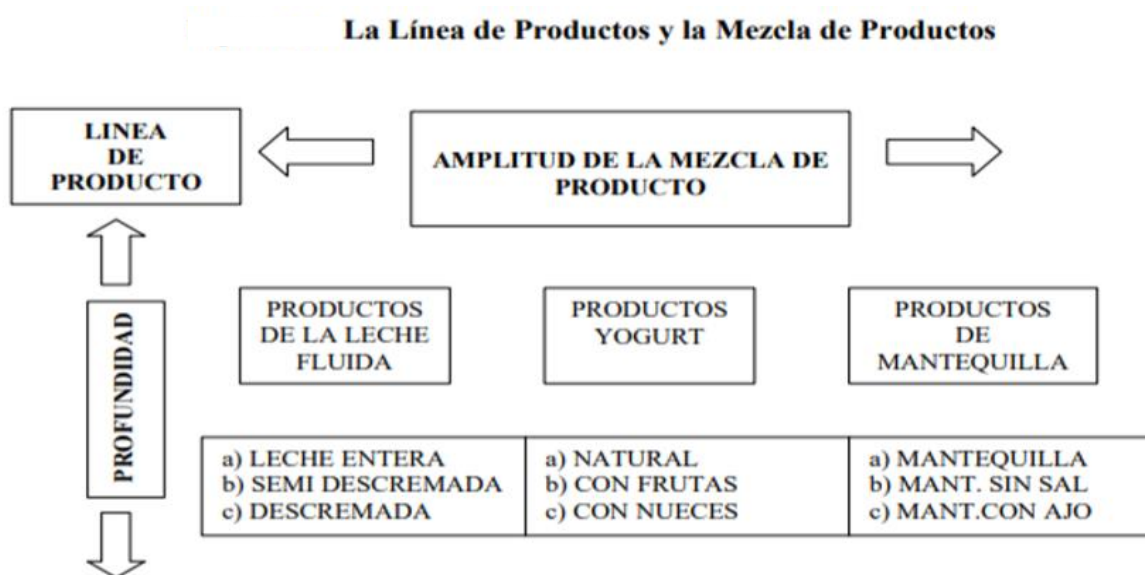 La Línea de Productos y la Mezcla de Productos
LINEA
DE
PRODUCTO
AMPLITUD DE LA MEZCLA DE
PRODUCTO
PROFUNDIDAD
PRODUCTOS
DE LA LECHE
FLUIDA
PRODUCTOS
YOGURT
PRODUCTOS
DE
MANTEQUILLA
a) LECHE ENTERA
b) SEMI DESCREMADA
c) DESCREMADA
a) NATURAL
b) CON FRUTAS
c) CON NUECES
a) MANTEQUILLA
b) MANT. SIN SAL
c) MANT.CON AJO